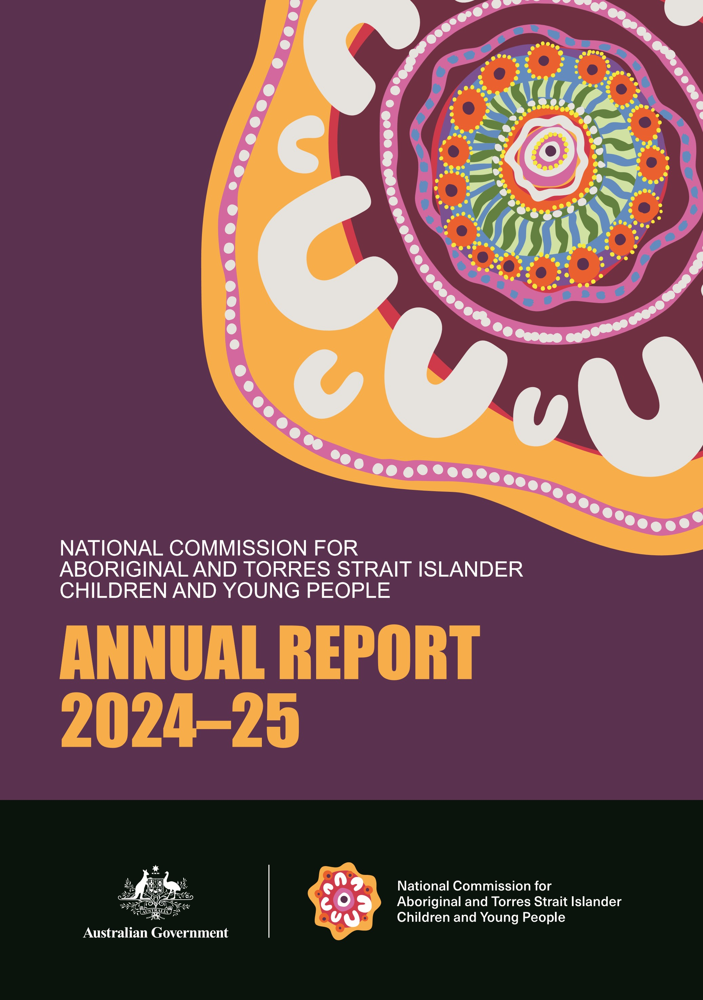 NATIONAL COMMISSION FOR
ABORIGINAL AND TORRES STRAIT ISLANDER
CHILDREN AND YOUNG PEOPLE
ANNUAL REPORT
2024–25
AUSTRALIA
Australian Government
National Commission for
Aboriginal and Torres Strait Islander
Children and Young People